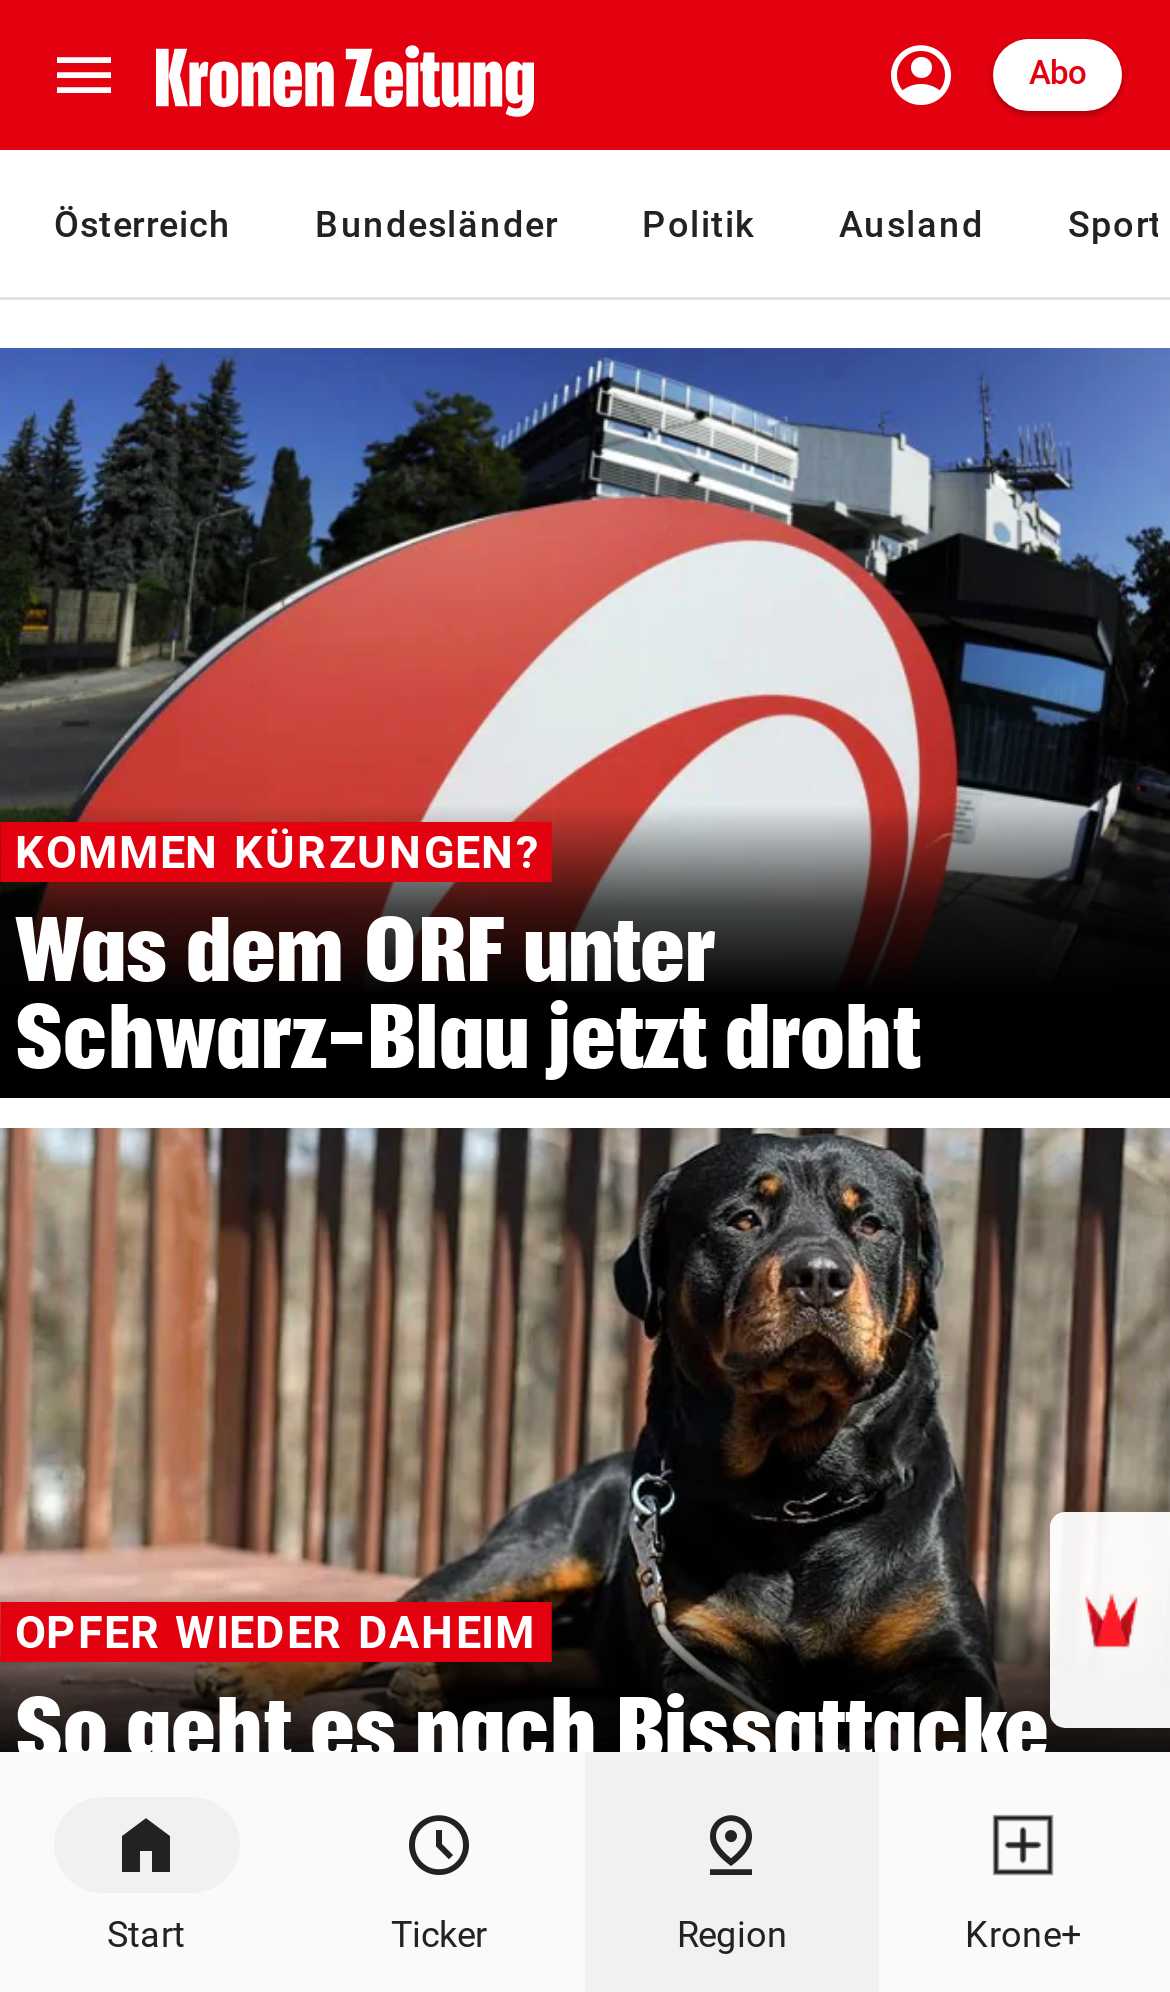 Kronen Zeitung
Abo
Österreich Bundesländer Politik Ausland Sport
KOMMEN KÜRZUNGEN?
Was dem ORF unter
Schwarz-Blau jetzt droht
OPFER WIEDER DAHEIM
So geht es nach Bissattacke
Start Ticker Region Krone+